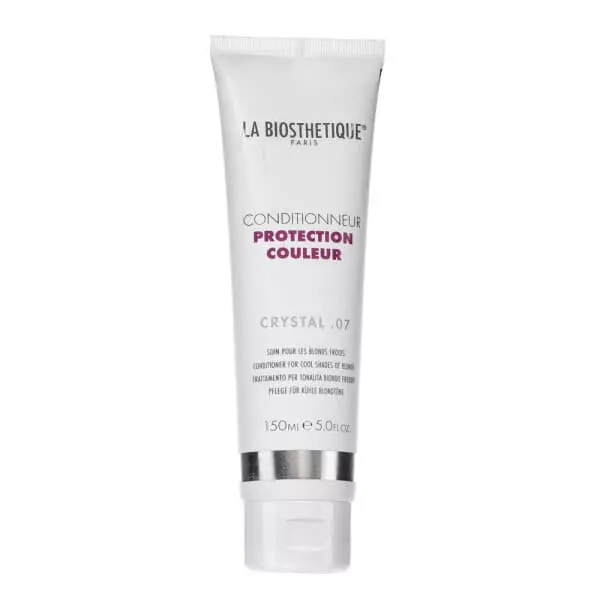 LA BIOSTHETIQUE®
PARIS
CONDITIONNEUR
PROTECTION
COULEUR
CRYSTAL .07
SOIN POUR LES BLONDS FROIDS
CONDITIONER FOR COOL SHADES OF BLONDE
TRATTAMENTO PER TONALITÀ BIONDE FREDDE
PFLEGE FÜR KÜHLE BLONDTÖNE
150ML ℮ 5.0FL.OZ.